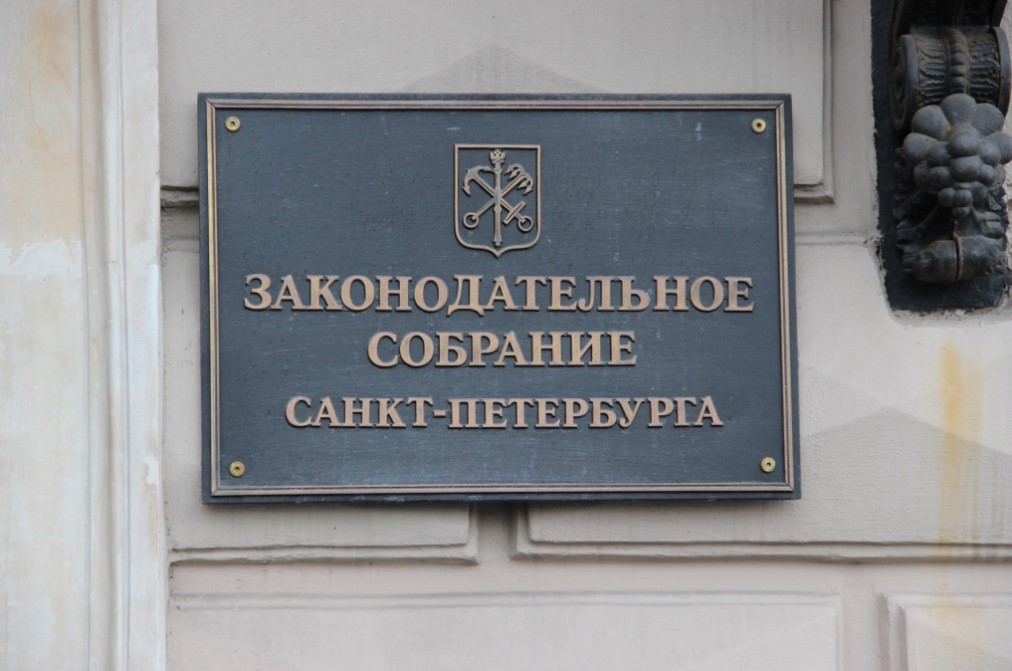 ЗАКОНОДАТЕЛЬНОЕ
СОБРАНИЕ
САНКТ-ПЕТЕРБУРГА